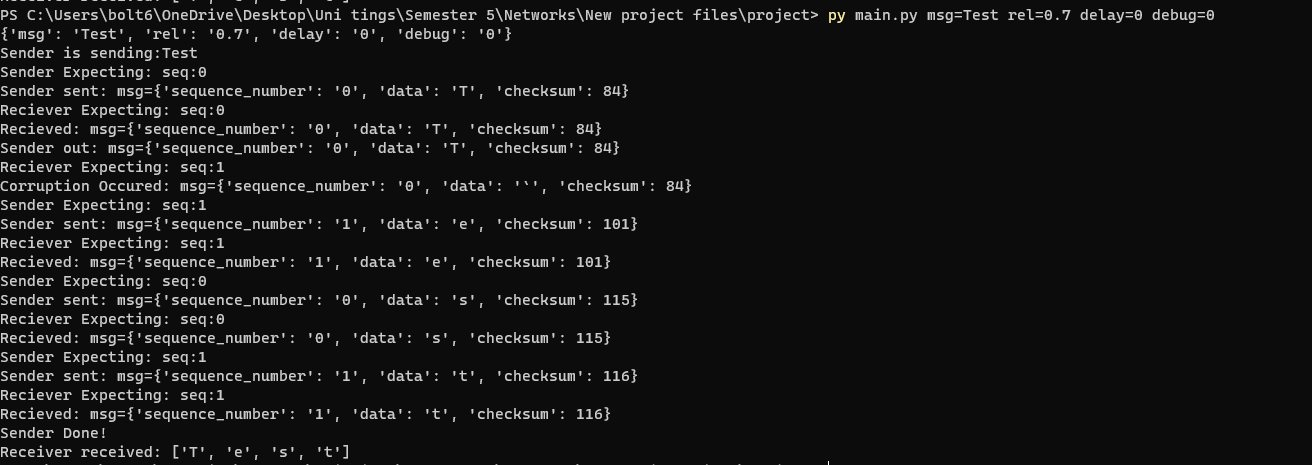 PS C:\Users\bolt6\OneDrive\Desktop\Uni tings\Semester 5\Networks\New project files\project> py main.py msg=Test rel=0.7 delay=0 debug=0
{'msg': 'Test', 'rel': '0.7', 'delay': '0', 'debug': '0'}
Sender is sending:Test
Sender Expecting: seq:0
Sender sent: msg={'sequence_number': '0', 'data': 'T', 'checksum': 84}
Reciever Expecting: seq:0
Recieved: msg={'sequence_number': '0', 'data': 'T', 'checksum': 84}
Sender out: msg={'sequence_number': '0', 'data': 'T', 'checksum': 84}
Reciever Expecting: seq:1
Corruption Occured: msg={'sequence_number': '0', 'data': '`', 'checksum': 84}
Sender Expecting: seq:1
Sender sent: msg={'sequence_number': '1', 'data': 'e', 'checksum': 101}
Reciever Expecting: seq:1
Recieved: msg={'sequence_number': '1', 'data': 'e', 'checksum': 101}
Sender Expecting: seq:0
Sender sent: msg={'sequence_number': '0', 'data': 's', 'checksum': 115}
Reciever Expecting: seq:0
Recieved: msg={'sequence_number': '0', 'data': 's', 'checksum': 115}
Sender Expecting: seq:1
Sender sent: msg={'sequence_number': '1', 'data': 't', 'checksum': 116}
Reciever Expecting: seq:1
Recieved: msg={'sequence_number': '1', 'data': 't', 'checksum': 116}
Sender Done!
Receiver received: ['T', 'e', 's', 't']